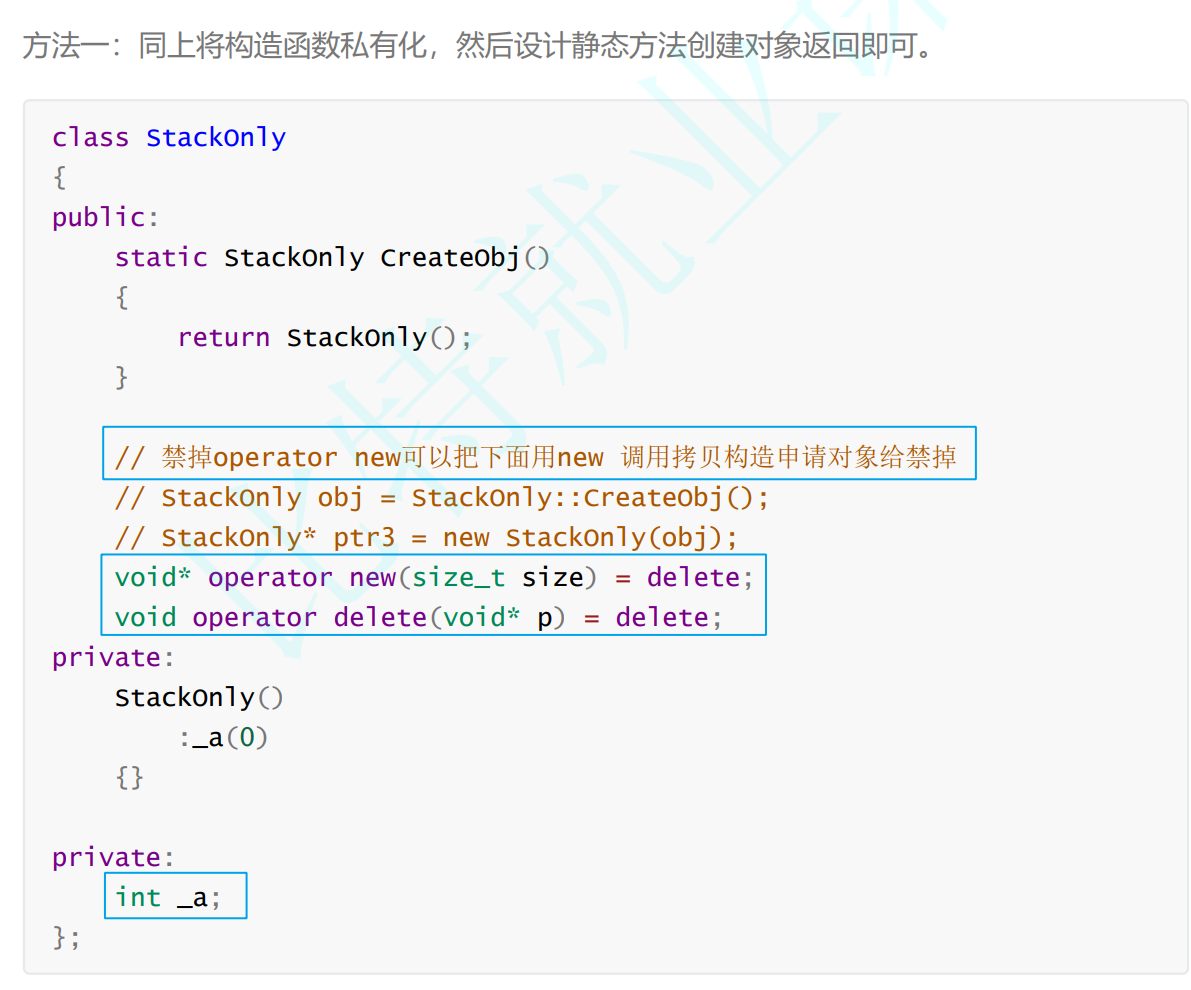 方法一：同上将构造函数私有化，然后设计静态方法创建对象返回即可。
class StackOnly
{
public:
    static StackOnly CreateObj()
    {
        return StackOnly();
    }
    // 禁掉operator new可以把下面用new 调用拷贝构造申请对象给禁掉
    // StackOnly obj = StackOnly::CreateObj();
    // StackOnly* ptr3 = new StackOnly(obj);
    void* operator new(size_t size) = delete;
    void operator delete(void* p) = delete;
private:
    StackOnly()
        :_a(0)
    {}
private:
    int _a;
};
比特就业课